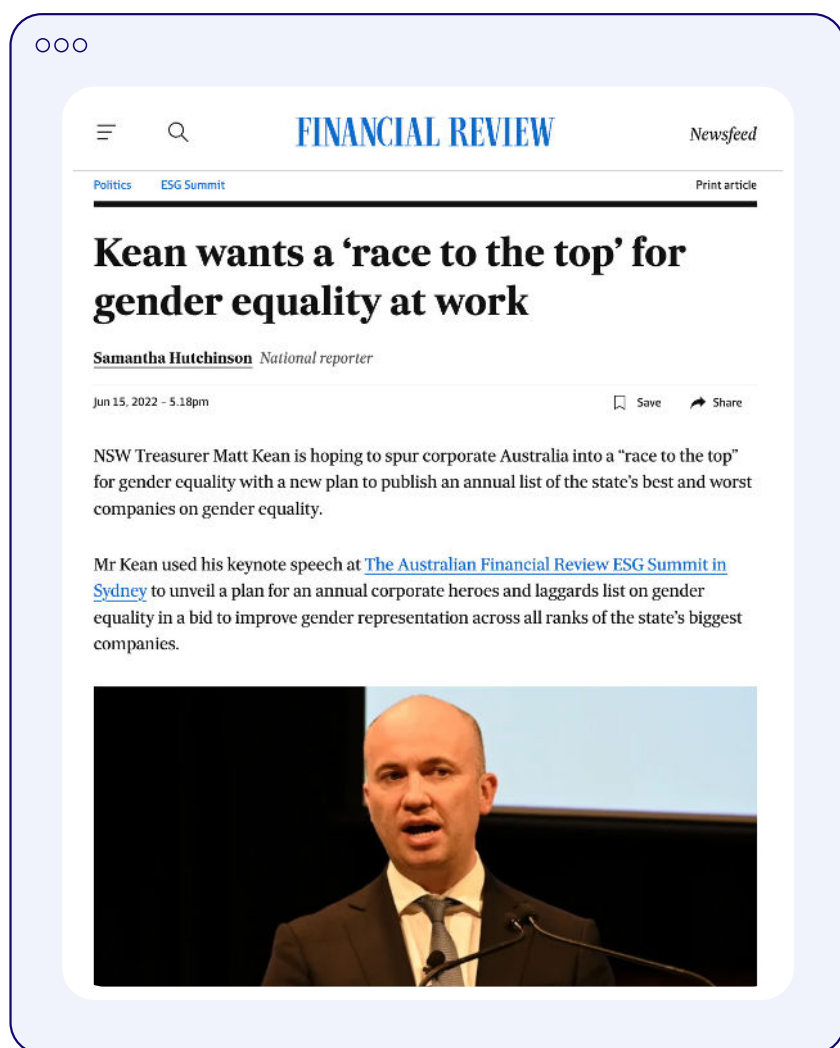 FINANCIAL REVIEW
Newsfeed
Politics
ESG Summit
Print article
Kean wants a ‘race to the top’ for
gender equality at work
Samantha Hutchinson National reporter
Jun 15, 2022 – 5.18pm
Save
Share
NSW Treasurer Matt Kean is hoping to spur corporate Australia into a “race to the top”
for gender equality with a new plan to publish an annual list of the state’s best and worst
companies on gender equality.
Mr Kean used his keynote speech at The Australian Financial Review ESG Summit in
Sydney to unveil a plan for an annual corporate heroes and laggards list on gender
equality in a bid to improve gender representation across all ranks of the state’s biggest
companies.